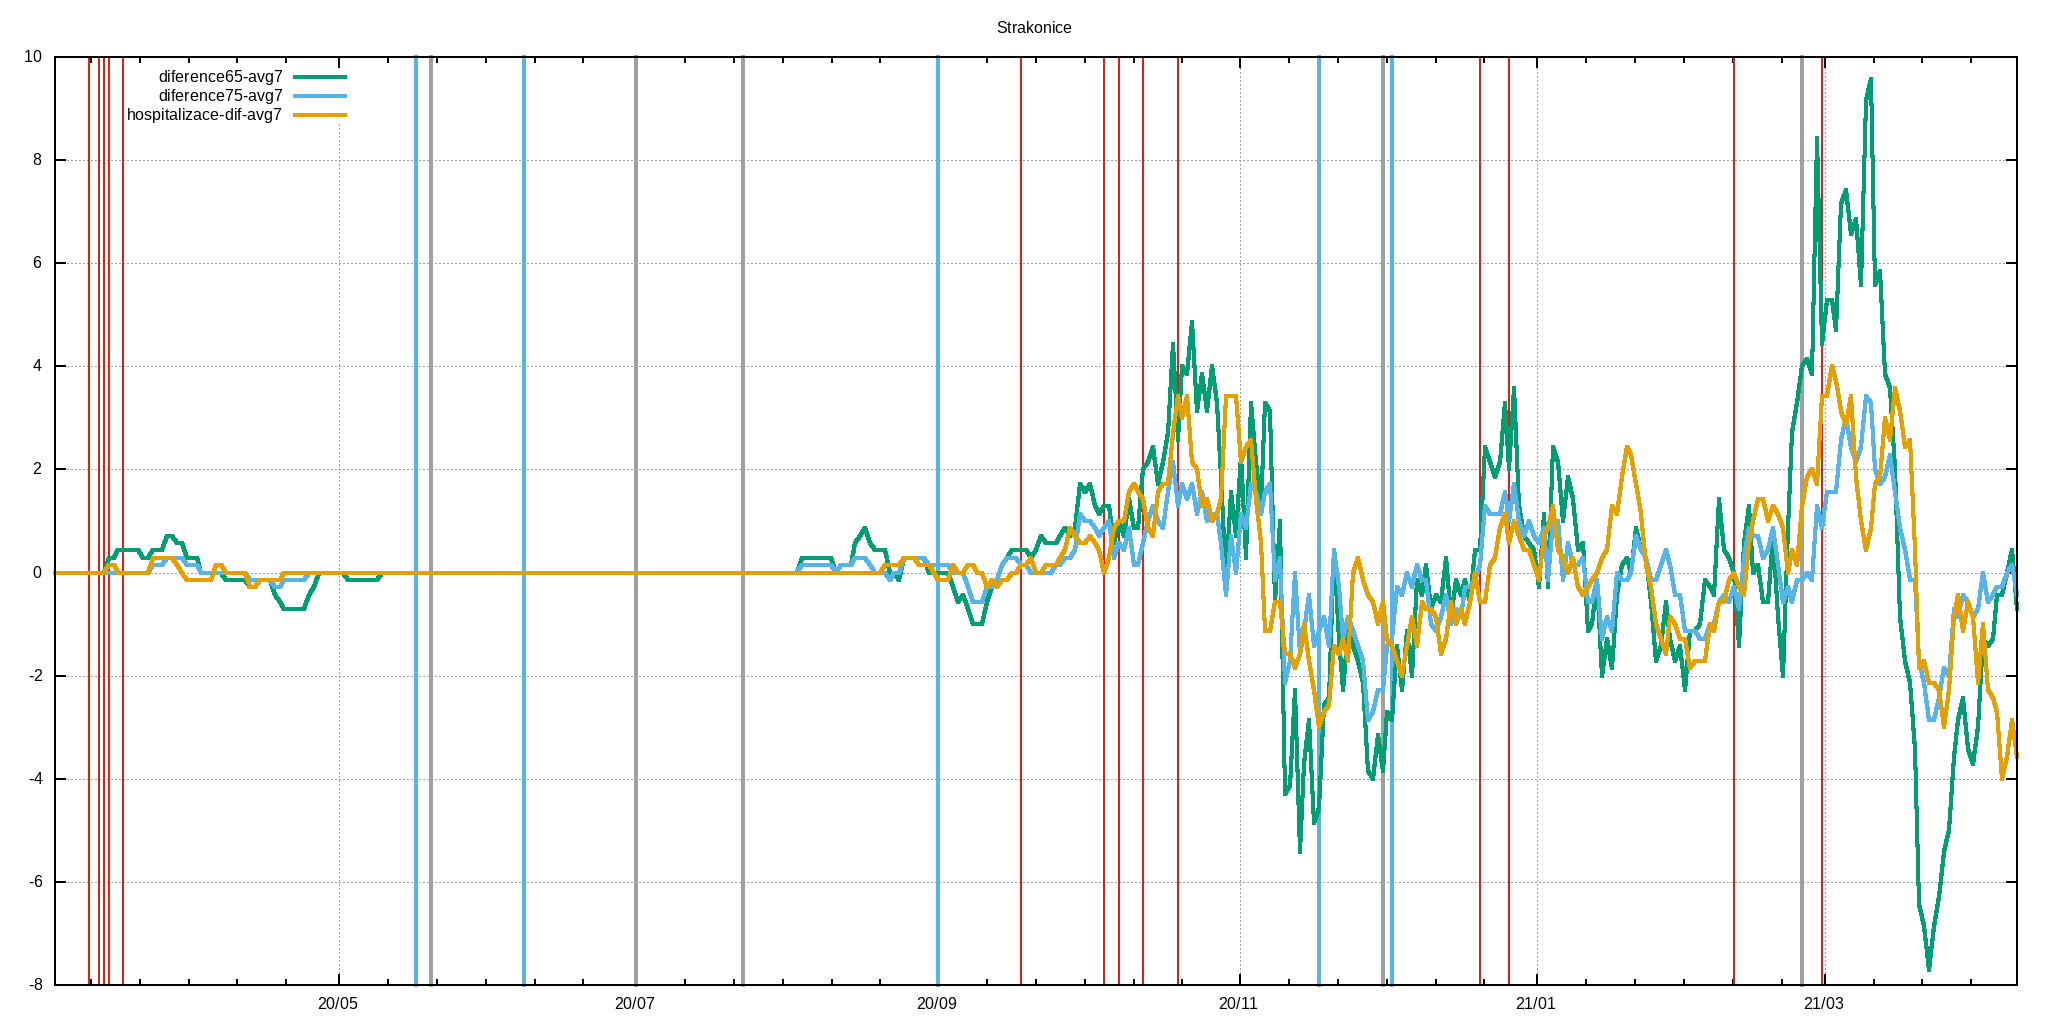 Strakonice
diference65-avg7
diference75-avg7
hospitalizace-dif-avg7
10
8
6
4
2
0
-2
-4
-6
-8
20/05 20/07 20/09 20/11 21/01 21/03